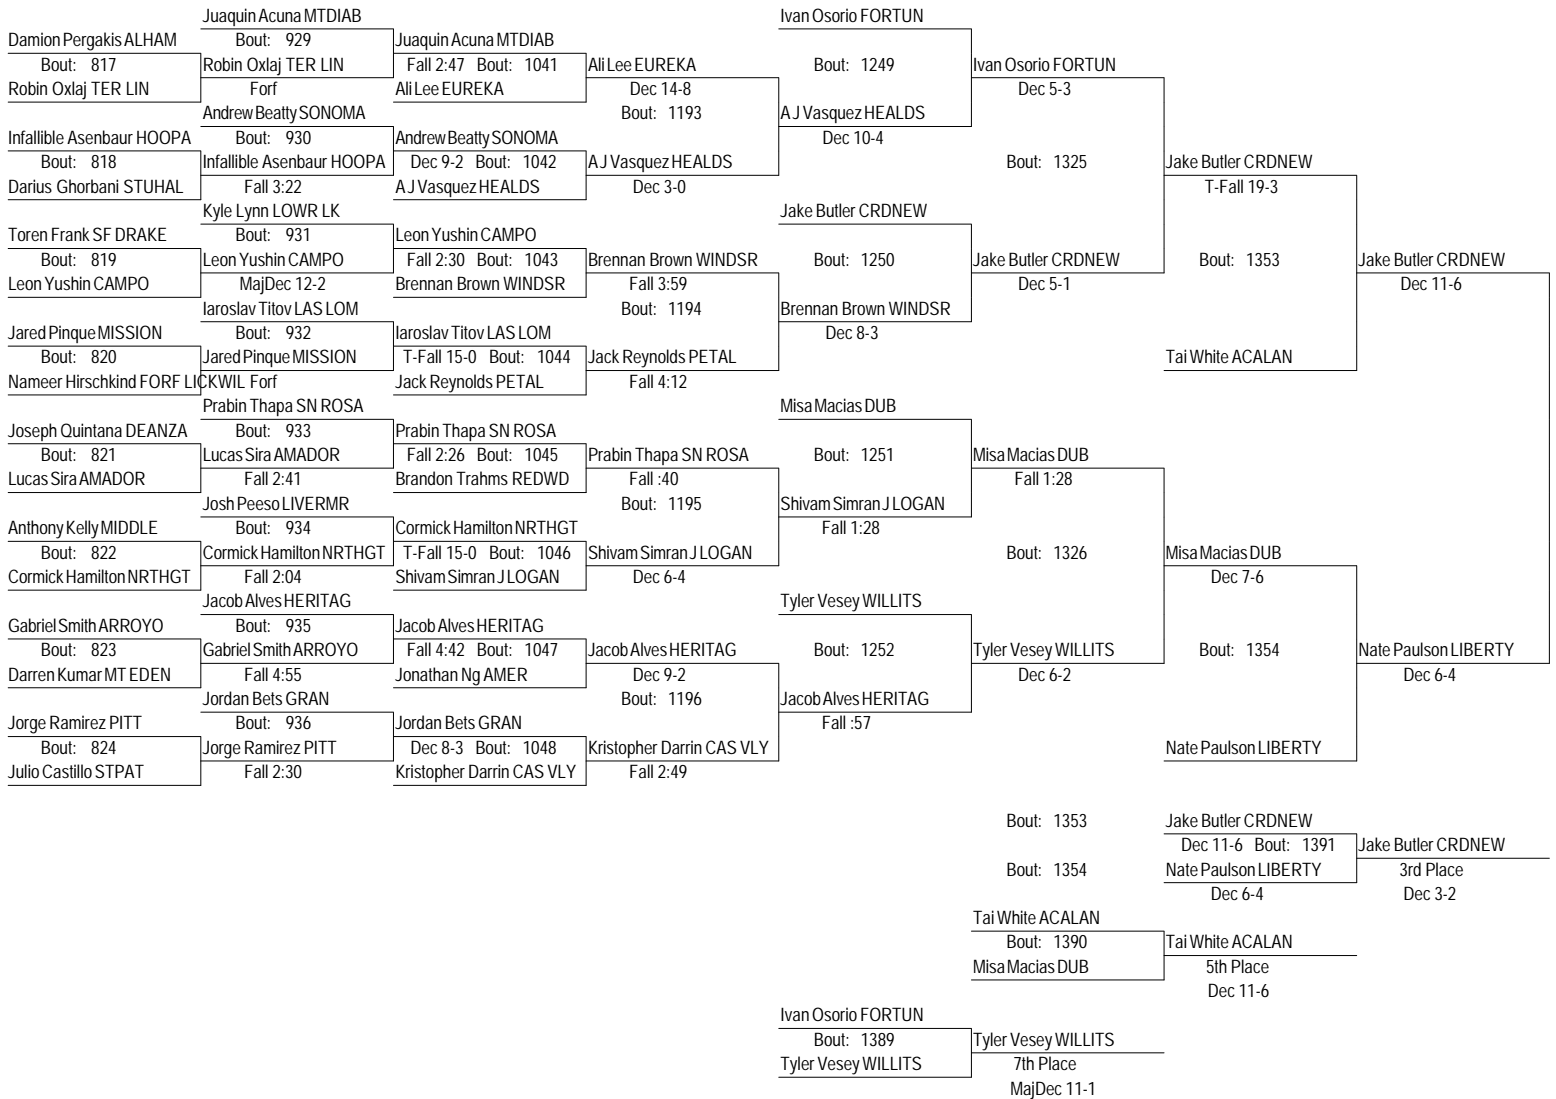 Juaquin Acuna MTDIAB Ivan Osorio FORTUN
Damion Pergakis ALHAM Bout: 929 Juaquin Acuna MTDIAB
Bout: 817 Robin Oxlaj TER LIN Fall 2:47 Bout: 1041 Ali Lee EUREKA Bout: 1249 Ivan Osorio FORTUN
Robin Oxlaj TER LIN Forf Ali Lee EUREKA Dec 14-8 Dec 5-3
Andrew Beatty SONOMA Bout: 1193 A J Vasquez HEALDS
Infallible Asenbaur HOOPA Bout: 930 Andrew Beatty SONOMA Dec 10-4
Bout: 818 Infallible Asenbaur HOOPA Dec 9-2 Bout: 1042 A J Vasquez HEALDS Bout: 1325 Jake Butler CRDNEW
Darius Ghorbani STUHAL Fall 3:22 A J Vasquez HEALDS Dec 3-0 T-Fall 19-3
Kyle Lynn LOWR LK Jake Butler CRDNEW
Toren Frank SF DRAKE Bout: 931 Leon Yushin CAMPO
Bout: 819 Leon Yushin CAMPO Fall 2:30 Bout: 1043 Brennan Brown WINDSR Bout: 1250 Jake Butler CRDNEW Bout: 1353 Jake Butler CRDNEW
Leon Yushin CAMPO MajDec 12-2 Brennan Brown WINDSR Fall 3:59 Dec 5-1 Dec 11-6
Iaroslav Titov LAS LOM Bout: 1194 Brennan Brown WINDSR
Jared Pinque MISSION Bout: 932 Iaroslav Titov LAS LOM Dec 8-3
Bout: 820 Jared Pinque MISSION T-Fall 15-0 Bout: 1044 Jack Reynolds PETAL Tai White ACALAN
Nameer Hirschkind FORF LICKWIL Forf Jack Reynolds PETAL Fall 4:12
Prabin Thapa SN ROSA Misa Macias DUB
Joseph Quintana DEANZA Bout: 933 Prabin Thapa SN ROSA
Bout: 821 Lucas Sira AMADOR Fall 2:26 Bout: 1045 Prabin Thapa SN ROSA Bout: 1251 Misa Macias DUB
Lucas Sira AMADOR Fall 2:41 Brandon Trahms REDWD Fall :40 Fall 1:28
Josh Peeso LIVERMR Bout: 1195 Shivam Simran J LOGAN
Anthony Kelly MIDDLE Bout: 934 Cormick Hamilton NRTHGT Fall 1:28
Bout: 822 Cormick Hamilton NRTHGT T-Fall 15-0 Bout: 1046 Shivam Simran J LOGAN Bout: 1326 Misa Macias DUB
Cormick Hamilton NRTHGT Fall 2:04 Shivam Simran J LOGAN Dec 6-4 Dec 7-6
Jacob Alves HERITAG Tyler Vesey WILLITS
Gabriel Smith ARROYO Bout: 935 Jacob Alves HERITAG
Bout: 823 Gabriel Smith ARROYO Fall 4:42 Bout: 1047 Jacob Alves HERITAG Bout: 1252 Tyler Vesey WILLITS Bout: 1354 Nate Paulson LIBERTY
Darren Kumar MT EDEN Fall 4:55 Jonathan Ng AMER Dec 9-2 Dec 6-2 Dec 6-4
Jordan Bets GRAN Bout: 1196 Jacob Alves HERITAG
Jorge Ramirez PITT Bout: 936 Jordan Bets GRAN Fall :57
Bout: 824 Jorge Ramirez PITT Dec 8-3 Bout: 1048 Kristopher Darrin CAS VLY Nate Paulson LIBERTY
Julio Castillo STPAT Fall 2:30 Kristopher Darrin CAS VLY Fall 2:49
Bout: 1353 Jake Butler CRDNEW
Dec 11-6 Bout: 1391 Jake Butler CRDNEW
Bout: 1354 Nate Paulson LIBERTY 3rd Place
Dec 6-4 Dec 3-2
Tai White ACALAN
Bout: 1390 Tai White ACALAN
Misa Macias DUB 5th Place
Dec 11-6
Ivan Osorio FORTUN
Bout: 1389 Tyler Vesey WILLITS
Tyler Vesey WILLITS 7th Place
MajDec 11-1